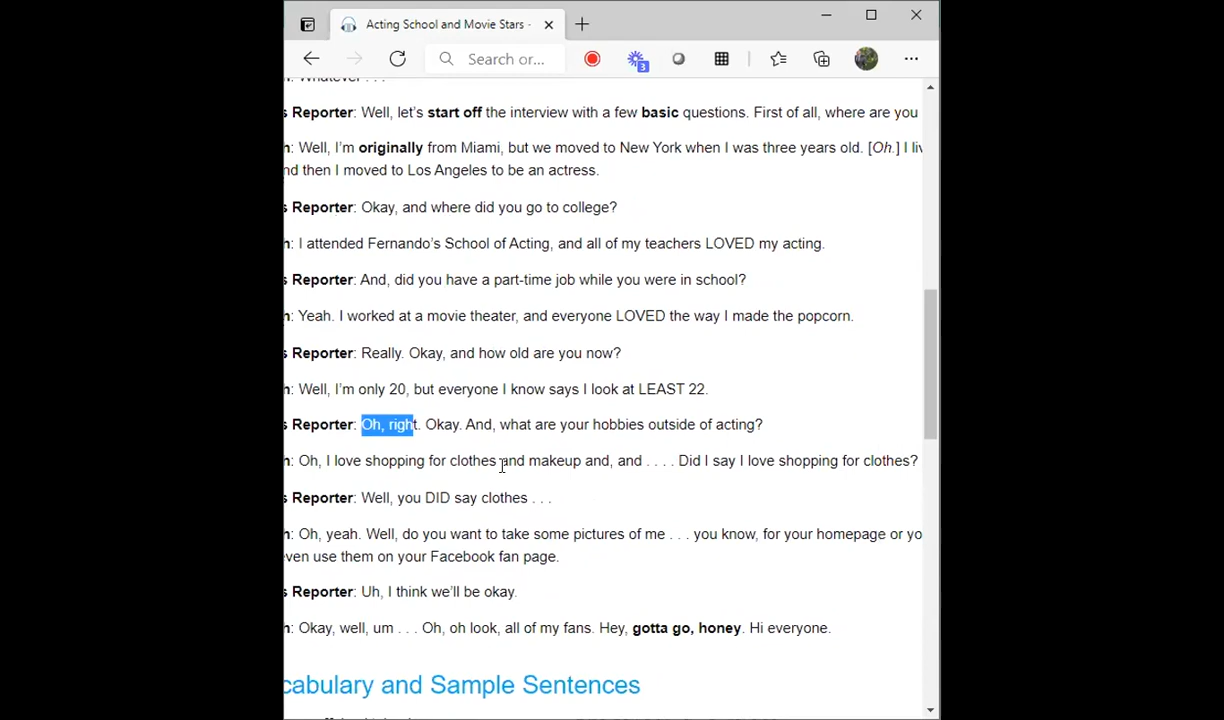 Acting School and Movie Stars -
Search or...
3
s Reporter: Well, let's start off the interview with a few basic questions. First of all, where are you
n: Well, I'm originally from Miami, but we moved to New York when I was three years old. [Oh.] I
nd then I moved to Los Angeles to be an actress.
s Reporter: Okay, and where did you go to college?
n: I attended Fernando's School of Acting, and all of my teachers LOVED my acting.
s Reporter: And, did you have a part-time job while you were in school?
n: Yeah. I worked at a movie theater, and everyone LOVED the way I made the popcorn.
s Reporter: Really. Okay, and how old are you now?
n: Well, I'm only 20, but everyone I know says I look at LEAST 22.
s Reporter: Oh, right. Okay. And, what are your hobbies outside of acting?
n: Oh, I love shopping for clothes and makeup and, and . . . . Did I say I love shopping for clothes?
s Reporter: Well, you DID say clothes . . .
n: Oh, yeah. Well, do you want to take some pictures of me . . . you know, for your homepage or yo
even use them on your Facebook fan page.
s Reporter: Uh, I think we'll be okay.
n: Okay, well, um . . . Oh, oh look, all of my fans. Hey, gotta go, honey. Hi everyone.
cabulary and Sample Sentences